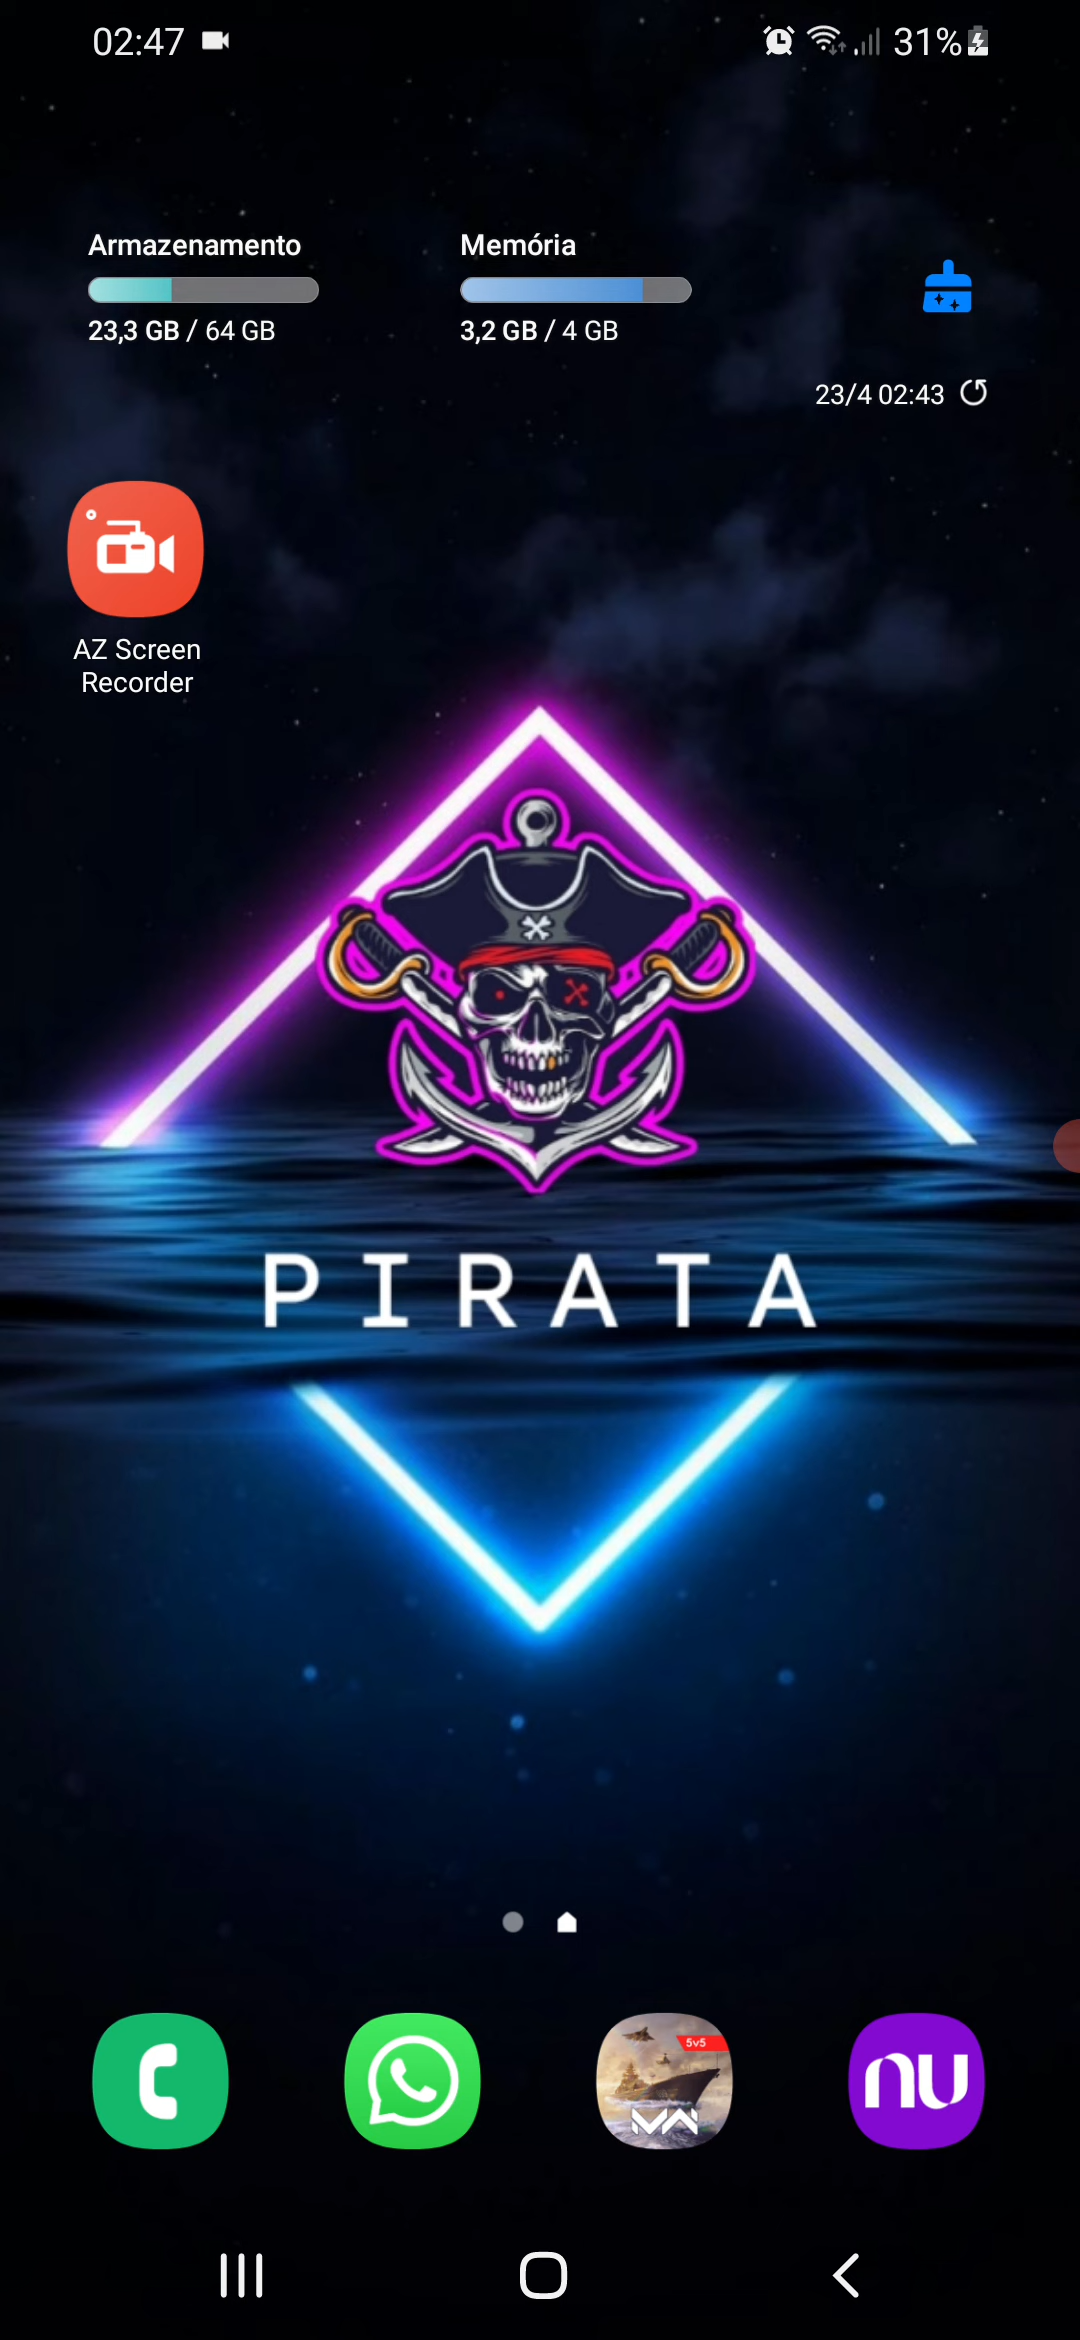 02:47
31%
Armazenamento
Memória
23,3 GB / 64 GB
3,2 GB / 4 GB
23/4 02:43
AZ Screen
Recorder
PIRATA
5v5
MW
nu